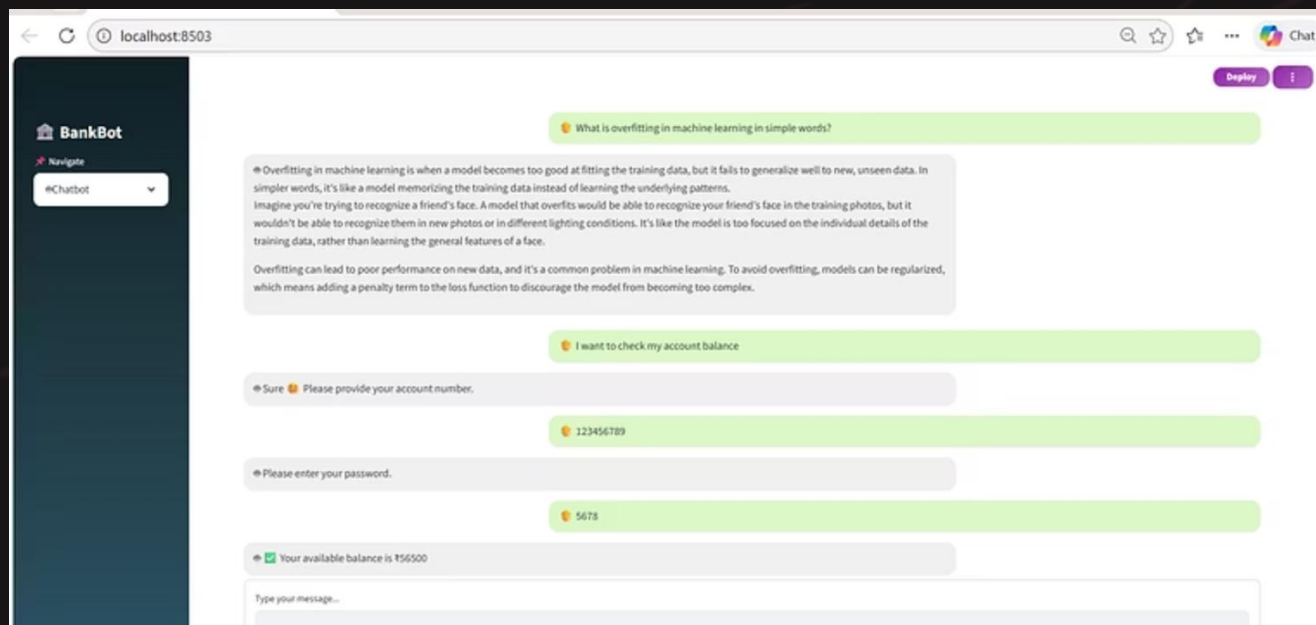 localhost:8503
Chat
Deploy
BankBot
Navigate
Chatbot
What is overfitting in machine learning in simple words?
Overfitting in machine learning is when a model becomes too good at fitting the training data, but it fails to generalize well to new, unseen data. In
simpler words, it's like a model memorizing the training data instead of learning the underlying patterns.
Imagine you're trying to recognize a friend's face. A model that overfits would be able to recognize your friend's face in the training photos, but it
wouldn't be able to recognize them in new photos or in different lighting conditions. It's like the model is too focused on the individual details of the
training data, rather than learning the general features of a face.
Overfitting can lead to poor performance on new data, and it's a common problem in machine learning. To avoid overfitting, models can be regularized,
which means adding a penalty term to the loss function to discourage the model from becoming too complex.
I want to check my account balance
Sure 😊 Please provide your account number.
123456789
Please enter your password.
5678
✅ Your available balance is ₹56500
Type your message...